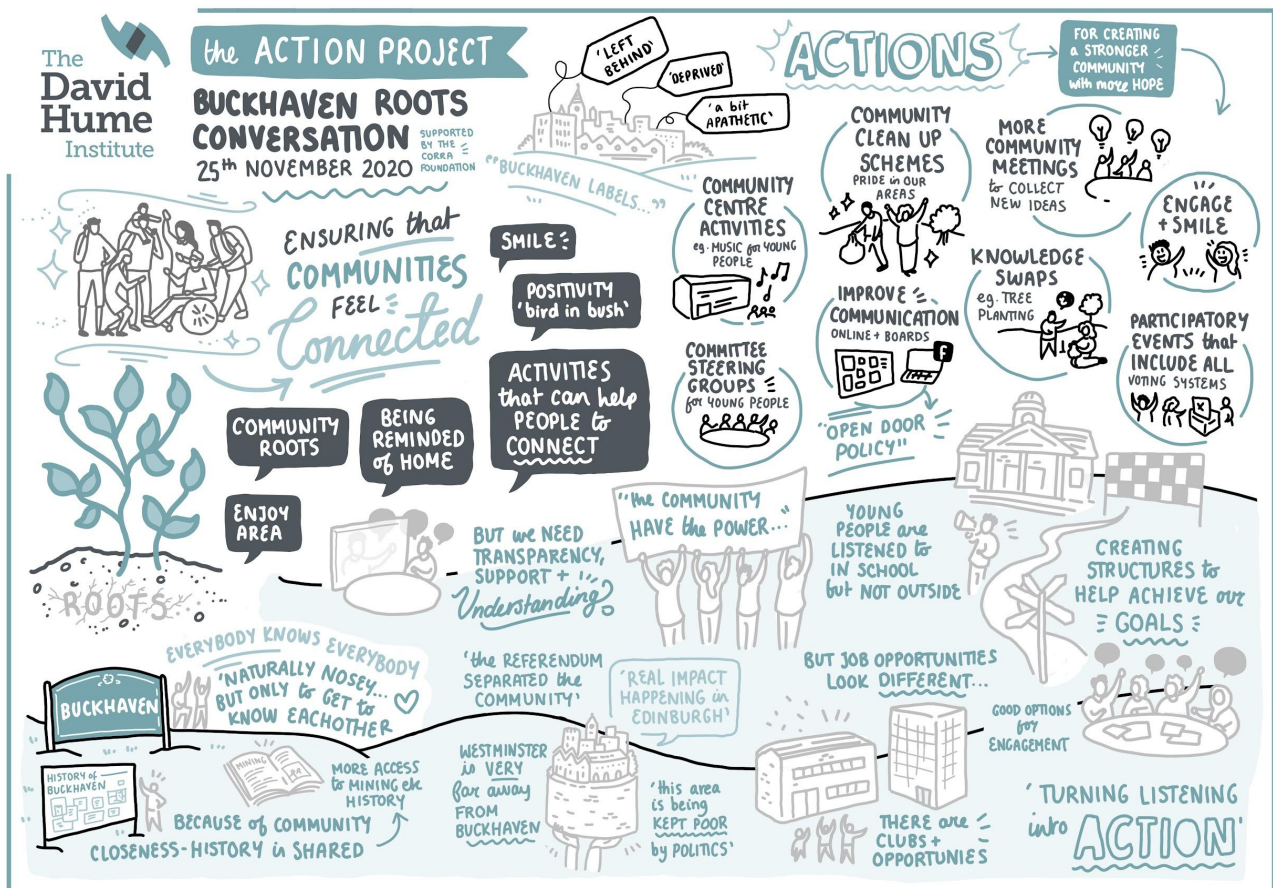 The
David
Hume
Institute
the ACTION PROJECT
BUCKHAVEN ROOTS
CONVERSATION
25th NOVEMBER 2020
SUPPORTED
BY THE
CORRA
FOUNDATION
'LEFT
BEHIND'
'DEPRIVED'
'a bit
APATHETIC'
"BUCKHAVEN LABELS..."
ACTIONS
FOR CREATING
a STRONGER
COMMUNITY
with more HOPE
ENSURING that
COMMUNITIES
FEEL
Connected
SMILE
POSITIVITY
'bird in bush'
ACTIVITIES
that can help
PEOPLE to
CONNECT
COMMUNITY
ROOTS
BEING
REMINDED
of HOME
ENJOY
AREA
ROOTS
COMMUNITY
CENTRE
ACTIVITIES
eg. MUSIC for YOUNG
PEOPLE
COMMUNITY
CLEAN UP
SCHEMES
PRIDE in OUR
AREAS
MORE
COMMUNITY
MEETINGS
to COLLECT
NEW IDEAS
ENGAGE
+ SMILE
COMMITTEE
STEERING
GROUPS
for YOUNG PEOPLE
IMPROVE
COMMUNICATION
ONLINE + BOARDS
f
"OPEN DOOR
POLICY"
KNOWLEDGE
SWAPS
eg. TREE
PLANTING
PARTICIPATORY
EVENTS that
INCLUDE ALL
VOTING SYSTEMS
x
BUT we NEED
TRANSPARENCY,
SUPPORT +
Understanding
"the COMMUNITY
HAVE the POWER..."
YOUNG
PEOPLE are
LISTENED to
IN SCHOOL
but NOT OUTSIDE
CREATING
STRUCTURES to
HELP ACHIEVE our
GOALS
EVERYBODY KNOWS EVERYBODY
'NATURALLY NOSEY...
BUT ONLY to GET to
KNOW EACHOTHER
BUCKHAVEN
HISTORY of
BUCKHAVEN
MINING
MORE ACCESS
to MINING etc
HISTORY
BECAUSE of COMMUNITY
CLOSENESS-HISTORY is SHARED
'the REFERENDUM
SEPARATED the
COMMUNITY'
'REAL IMPACT
HAPPENING in
EDINBURGH'
WESTMINSTER
is VERY
far away
FROM
BUCKHAVEN
'this area
is being
KEPT POOR
by POLITICS'
BUT JOB OPPORTUNITIES
LOOK DIFFERENT...
THERE are
CLUBS +
OPPORTUNIES
GOOD OPTIONS
for
ENGAGEMENT
'TURNING LISTENING
into ACTION'